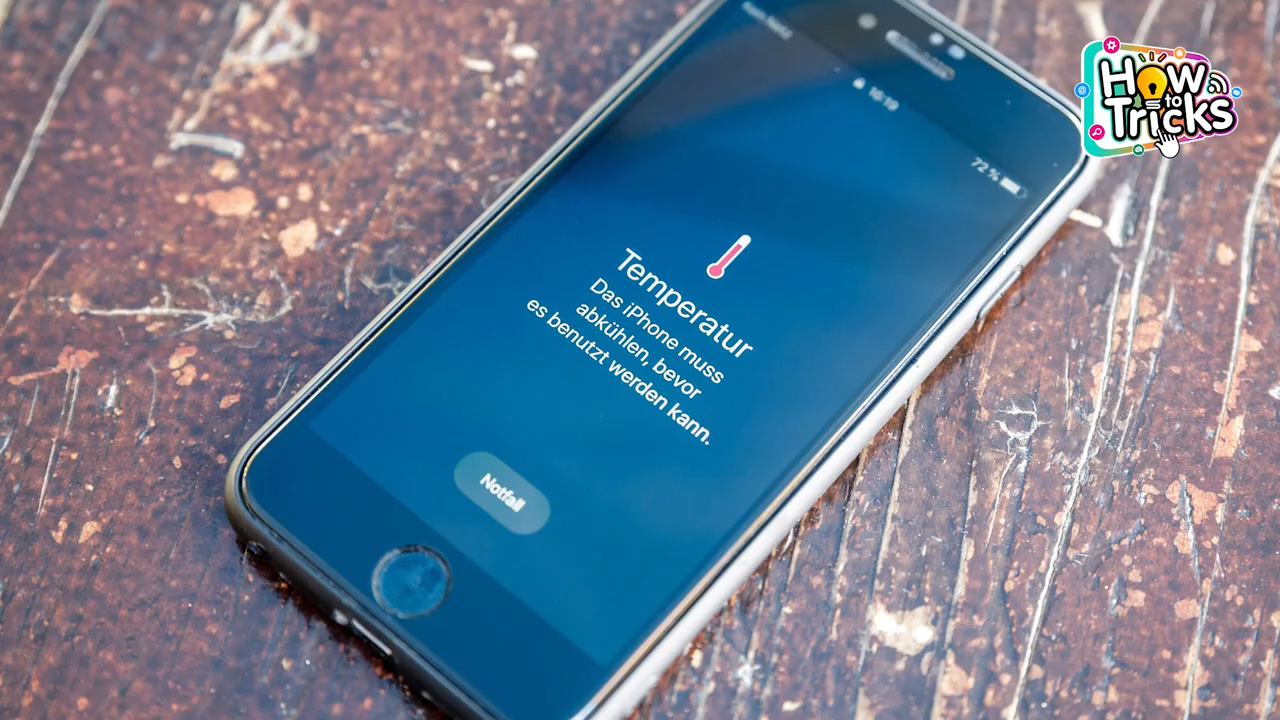 16:19
72 %
Temperatur
Das iPhone muss
abkühlen, bevor
es benutzt werden kann.
Notfall
How
to
Tricks